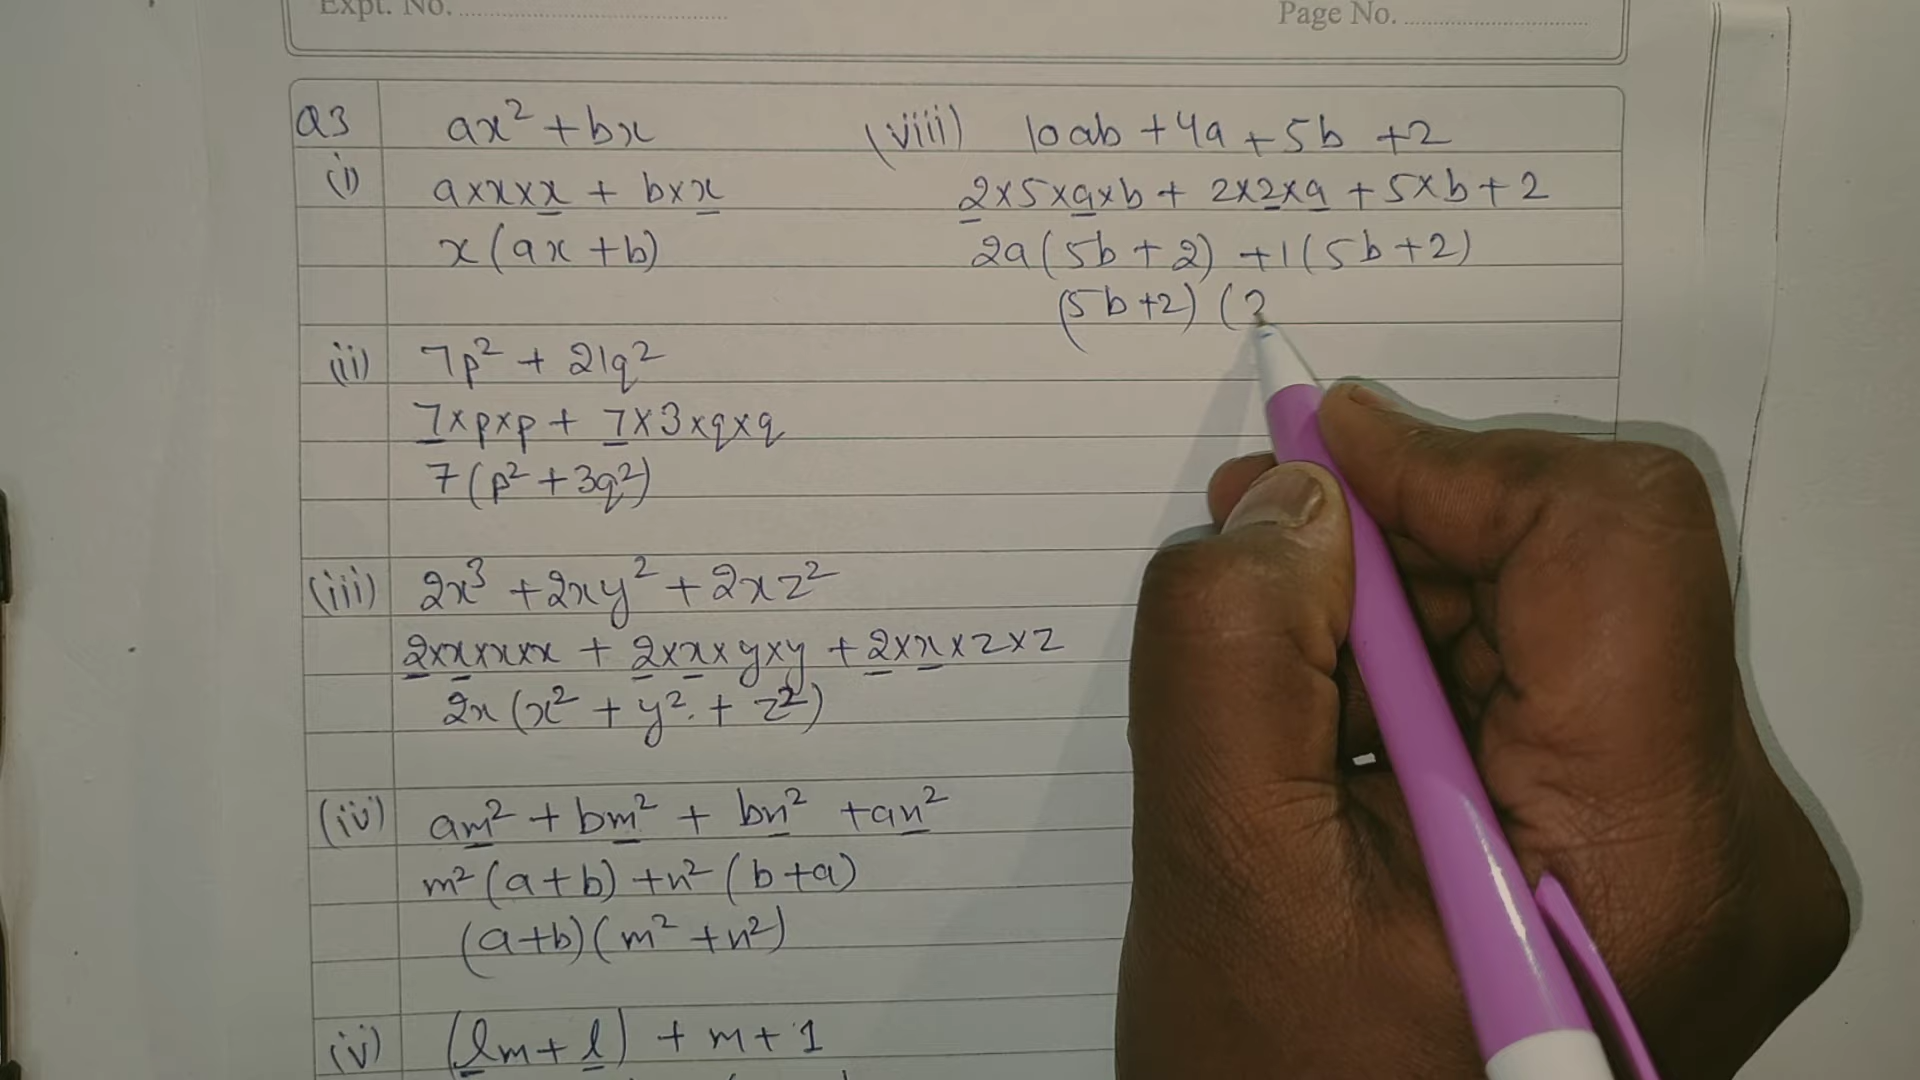 Expt. No.
Page No.
Q3 ax² + bx
(i) a×x×x + b×x
x(ax + b)
(ii) 7p² + 21q²
7×p×p + 7×3×q×q
7(p² + 3q²)
(iii) 2x³ + 2xy² + 2xz²
2×x×x×x + 2×x×y×y + 2×x×z×z
2x(x² + y² + z²)
(iv) am² + bm² + bn² + an²
m²(a+b) + n²(b+a)
(a+b)(m² + n²)
(v) (lm + l) + m + 1
(viii) 10ab + 4a + 5b + 2
2×5×a×b + 2×2×a + 5×b + 2
2a(5b + 2) + 1(5b + 2)
(5b + 2) (2